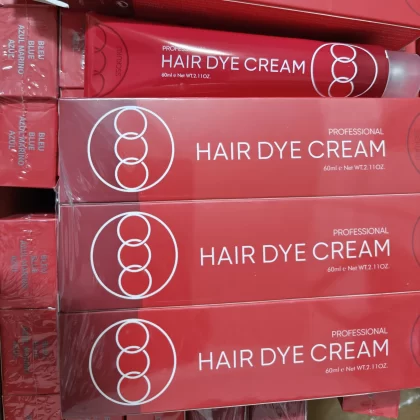 PROFESSIONAL
HAIR DYE CREAM
60ml e Net WT.2.11OZ.
PROFESSIONAL
HAIR DYE CREAM
60ml e Net WT.2.11OZ.
PROFESSIONAL
HAIR DYE CREAM
60ml e Net WT.2.11OZ.
PROFESSIONAL
HAIR DYE CREAM
60ml e Net WT.2.11OZ.
BLEU
BLUE
AZUL MARINO
AZUL
BLEU
BLUE
AZUL MARINO
AZUL